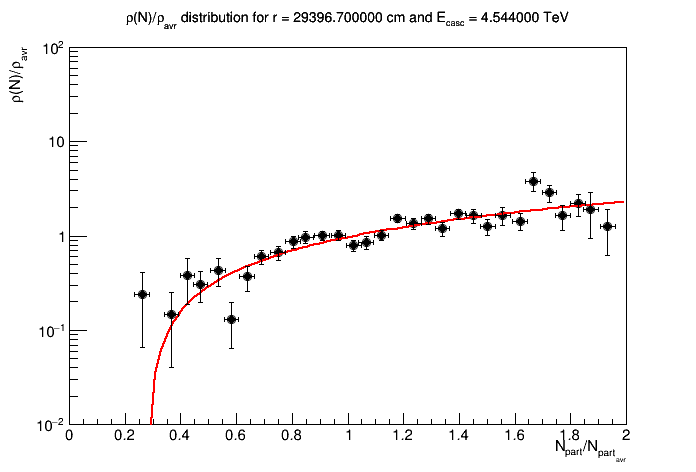 ρ(N)/ρavr distribution for r = 29396.700000 cm and Ecasc = 4.544000 TeV
ρ(N)/ρavr
10²
10
1
10⁻¹
10⁻²
0 0.2 0.4 0.6 0.8 1 1.2 1.4 1.6 1.8 2
Npart/Npartavr